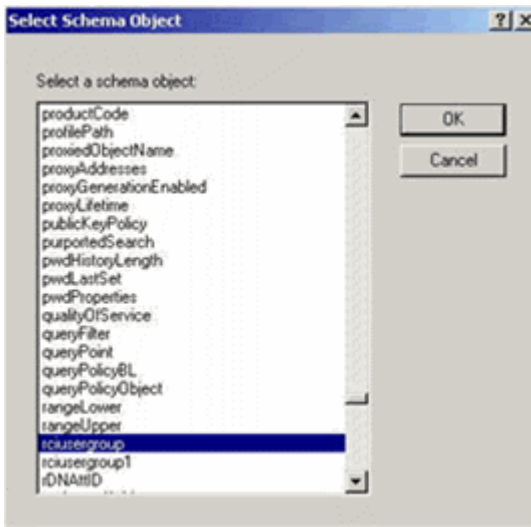 Select Schema Object
Select a schema object:
productCode
profilePath
proxiedObjectName
proxyAddresses
proxyGenerationEnabled
proxyLifetime
publicKeyPolicy
purportedSearch
pwdHistoryLength
pwdLastSet
pwdProperties
qualityOfService
queryFilter
queryPoint
queryPolicyBL
queryPolicyObject
rangeLower
rangeUpper
rciusergroup
rciusergroup1
rDNAttID
OK
Cancel